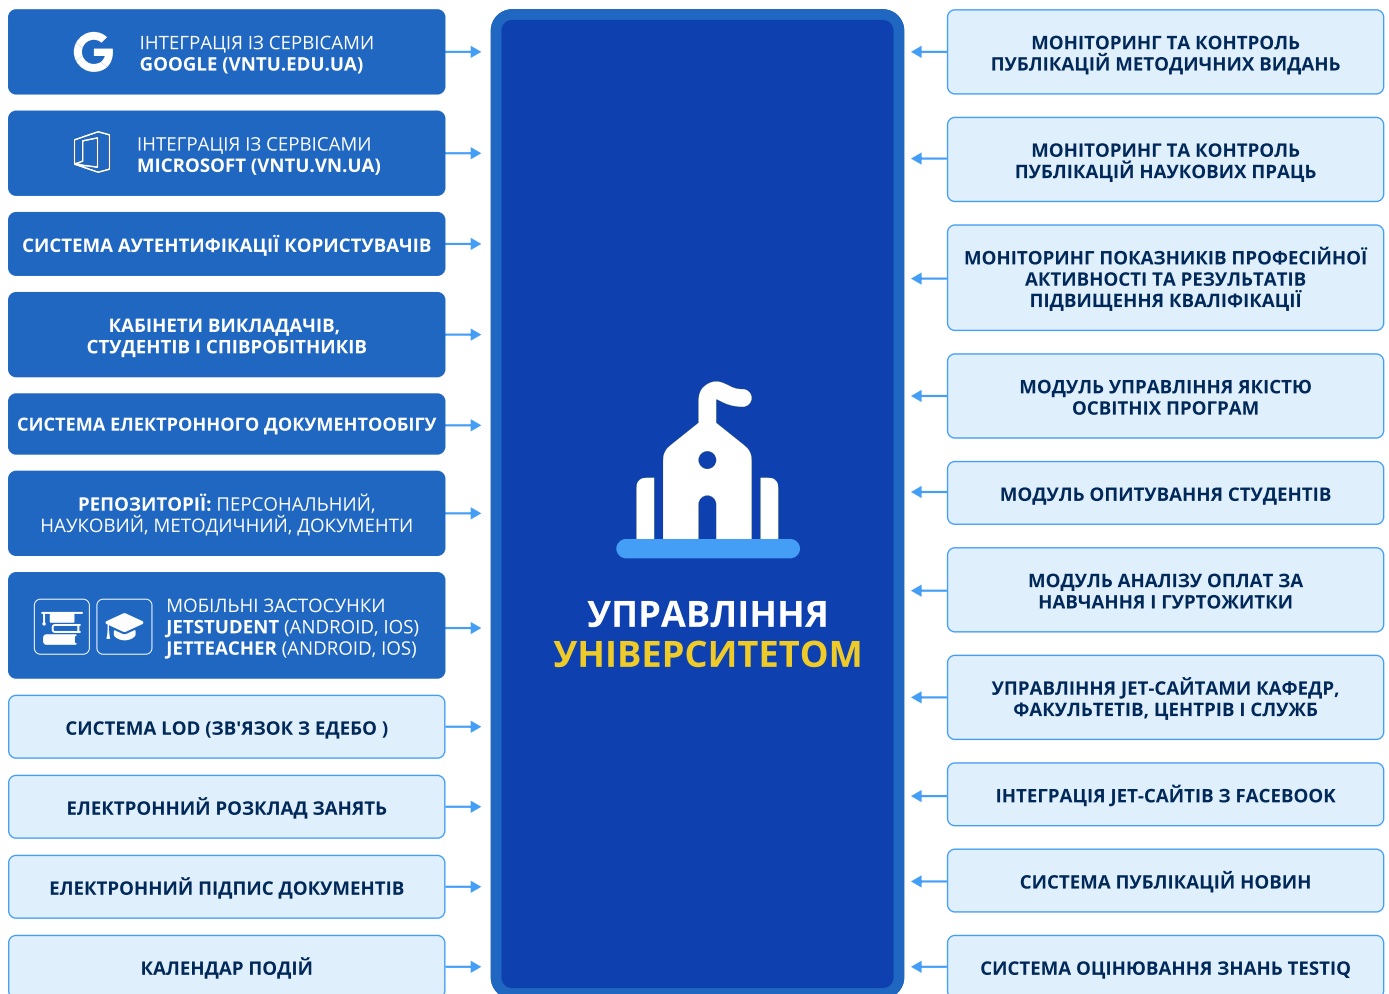 ІНТЕГРАЦІЯ ІЗ СЕРВІСАМИ
GOOGLE (VNTU.EDU.UA)
ІНТЕГРАЦІЯ ІЗ СЕРВІСАМИ
MICROSOFT (VNTU.VN.UA)
СИСТЕМА АУТЕНТИФІКАЦІЇ КОРИСТУВАЧІВ
КАБІНЕТИ ВИКЛАДАЧІВ,
СТУДЕНТІВ І СПІВРОБІТНИКІВ
СИСТЕМА ЕЛЕКТРОННОГО ДОКУМЕНТООБІГУ
РЕПОЗИТОРІЇ: ПЕРСОНАЛЬНИЙ,
НАУКОВИЙ, МЕТОДИЧНИЙ, ДОКУМЕНТИ
МОБІЛЬНІ ЗАСТОСУНКИ
JETSTUDENT (ANDROID, IOS)
JETTEACHER (ANDROID, IOS)
СИСТЕМА LOD (ЗВ'ЯЗОК З ЕДЕБО )
ЕЛЕКТРОННИЙ РОЗКЛАД ЗАНЯТЬ
ЕЛЕКТРОННИЙ ПІДПИС ДОКУМЕНТІВ
КАЛЕНДАР ПОДІЙ
УПРАВЛІННЯ
УНІВЕРСИТЕТОМ
МОНІТОРИНГ ТА КОНТРОЛЬ
ПУБЛІКАЦІЙ МЕТОДИЧНИХ ВИДАНЬ
МОНІТОРИНГ ТА КОНТРОЛЬ
ПУБЛІКАЦІЙ НАУКОВИХ ПРАЦЬ
МОНІТОРИНГ ПОКАЗНИКІВ ПРОФЕСІЙНОЇ
АКТИВНОСТІ ТА РЕЗУЛЬТАТІВ
ПІДВИЩЕННЯ КВАЛІФІКАЦІЇ
МОДУЛЬ УПРАВЛІННЯ ЯКІСТЮ
ОСВІТНІХ ПРОГРАМ
МОДУЛЬ ОПИТУВАННЯ СТУДЕНТІВ
МОДУЛЬ АНАЛІЗУ ОПЛАТ ЗА
НАВЧАННЯ І ГУРТОЖИТКИ
УПРАВЛІННЯ JET-САЙТАМИ КАФЕДР,
ФАКУЛЬТЕТІВ, ЦЕНТРІВ І СЛУЖБ
ІНТЕГРАЦІЯ JET-САЙТІВ З FACEBOOK
СИСТЕМА ПУБЛІКАЦІЙ НОВИН
СИСТЕМА ОЦІНЮВАННЯ ЗНАНЬ TESTIQ